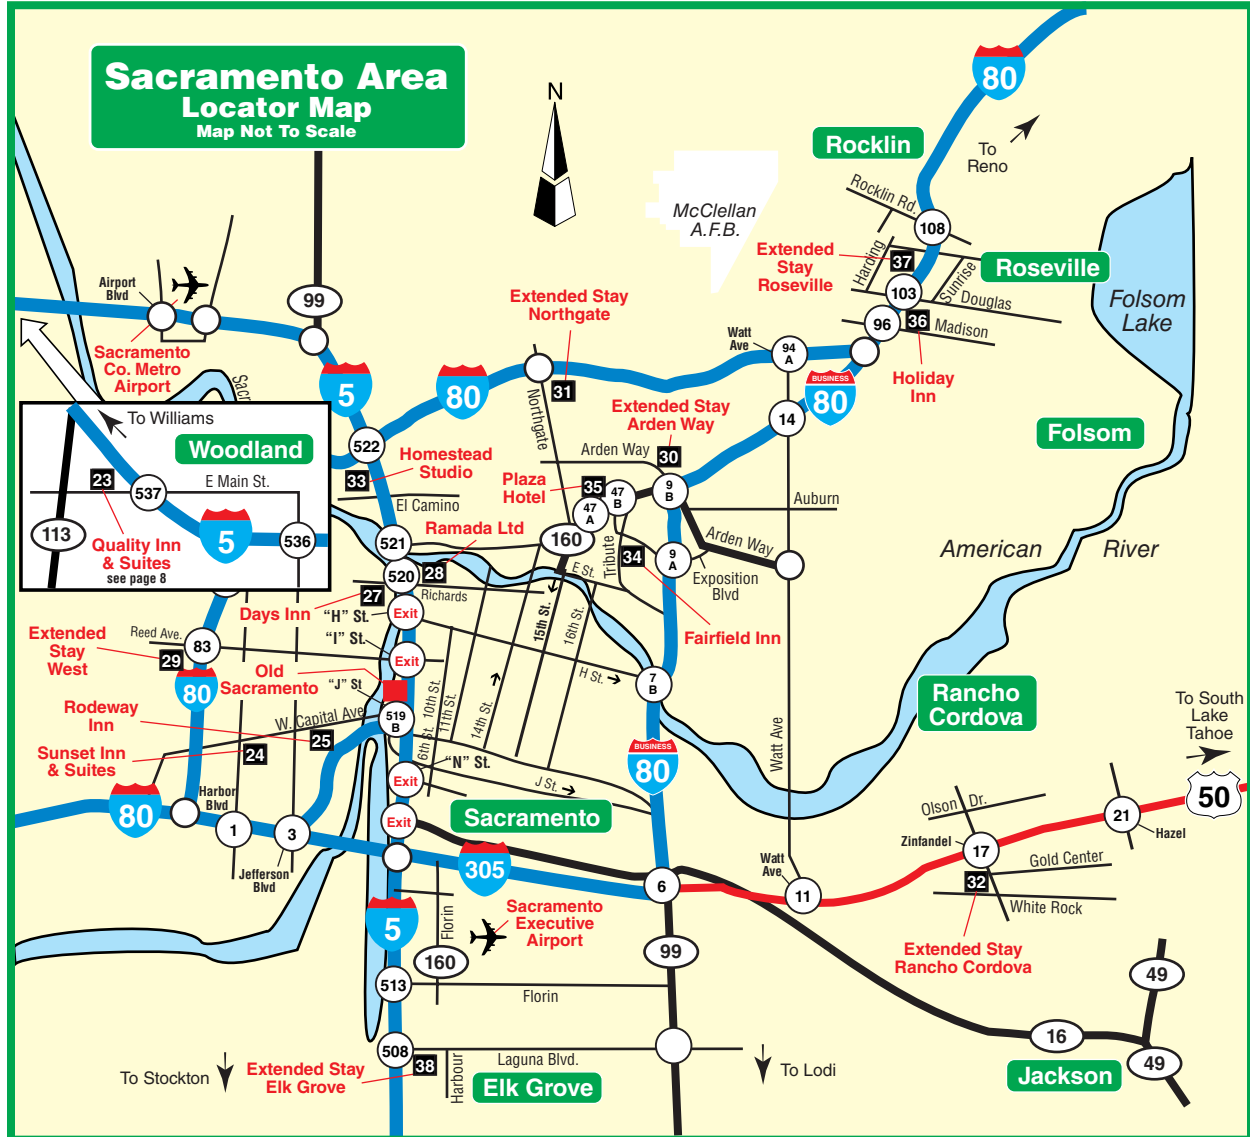 Sacramento Area
Locator Map
Map Not To Scale
N
80
Rocklin
To
Reno
McClellan
A.F.B.
Rocklin Rd.
108
Extended
Stay
Roseville
37
Harding
Sunrise
Roseville
103
Douglas
96
36
Madison
Holiday
Inn
Folsom
Lake
Airport
Blvd
99
Sacramento
Co. Metro
Airport
Extended Stay
Northgate
Watt
Ave
94
A
5
80
31
BUSINESS
80
14
Northgate
Extended Stay
Arden Way
Arden Way
30
Folsom
Sacr
To Williams
Woodland
23
E Main St.
537
113
5
536
Quality Inn
& Suites
see page 8
522
33
Homestead
Studio
El Camino
Plaza
Hotel
35
47
B
47
A
9
B
Auburn
Ramada Ltd
521
160
Tribute
34
Arden Way
9
A
Exposition
Blvd
American
River
520
28
27
Richards
E St.
Days Inn
"H" St.
Exit
15th St.
16th St.
Fairfield Inn
Extended
Stay
West
Reed Ave.
83
29
"I" St.
Exit
80
Old
Sacramento
"J" St
H St.
7
B
Rancho
Cordova
Rodeway
Inn
W. Capital Ave
519
B
6th St.
10th St.
11th St.
14th St.
25
Sunset Inn
& Suites
24
"N" St.
Exit
J St.
BUSINESS
80
Watt Ave
To South
Lake
Tahoe
50
80
Harbor
Blvd
1
3
Jefferson
Blvd
Exit
Sacramento
305
6
Watt
Ave
11
Olson Dr.
Zinfandel
17
21
Hazel
Gold Center
32
White Rock
Extended Stay
Rancho Cordova
5
Florin
Sacramento
Executive
Airport
160
99
513
Florin
49
16
49
Jackson
508
Laguna Blvd.
38
Harbour
Extended Stay
Elk Grove
Elk Grove
To Stockton
To Lodi